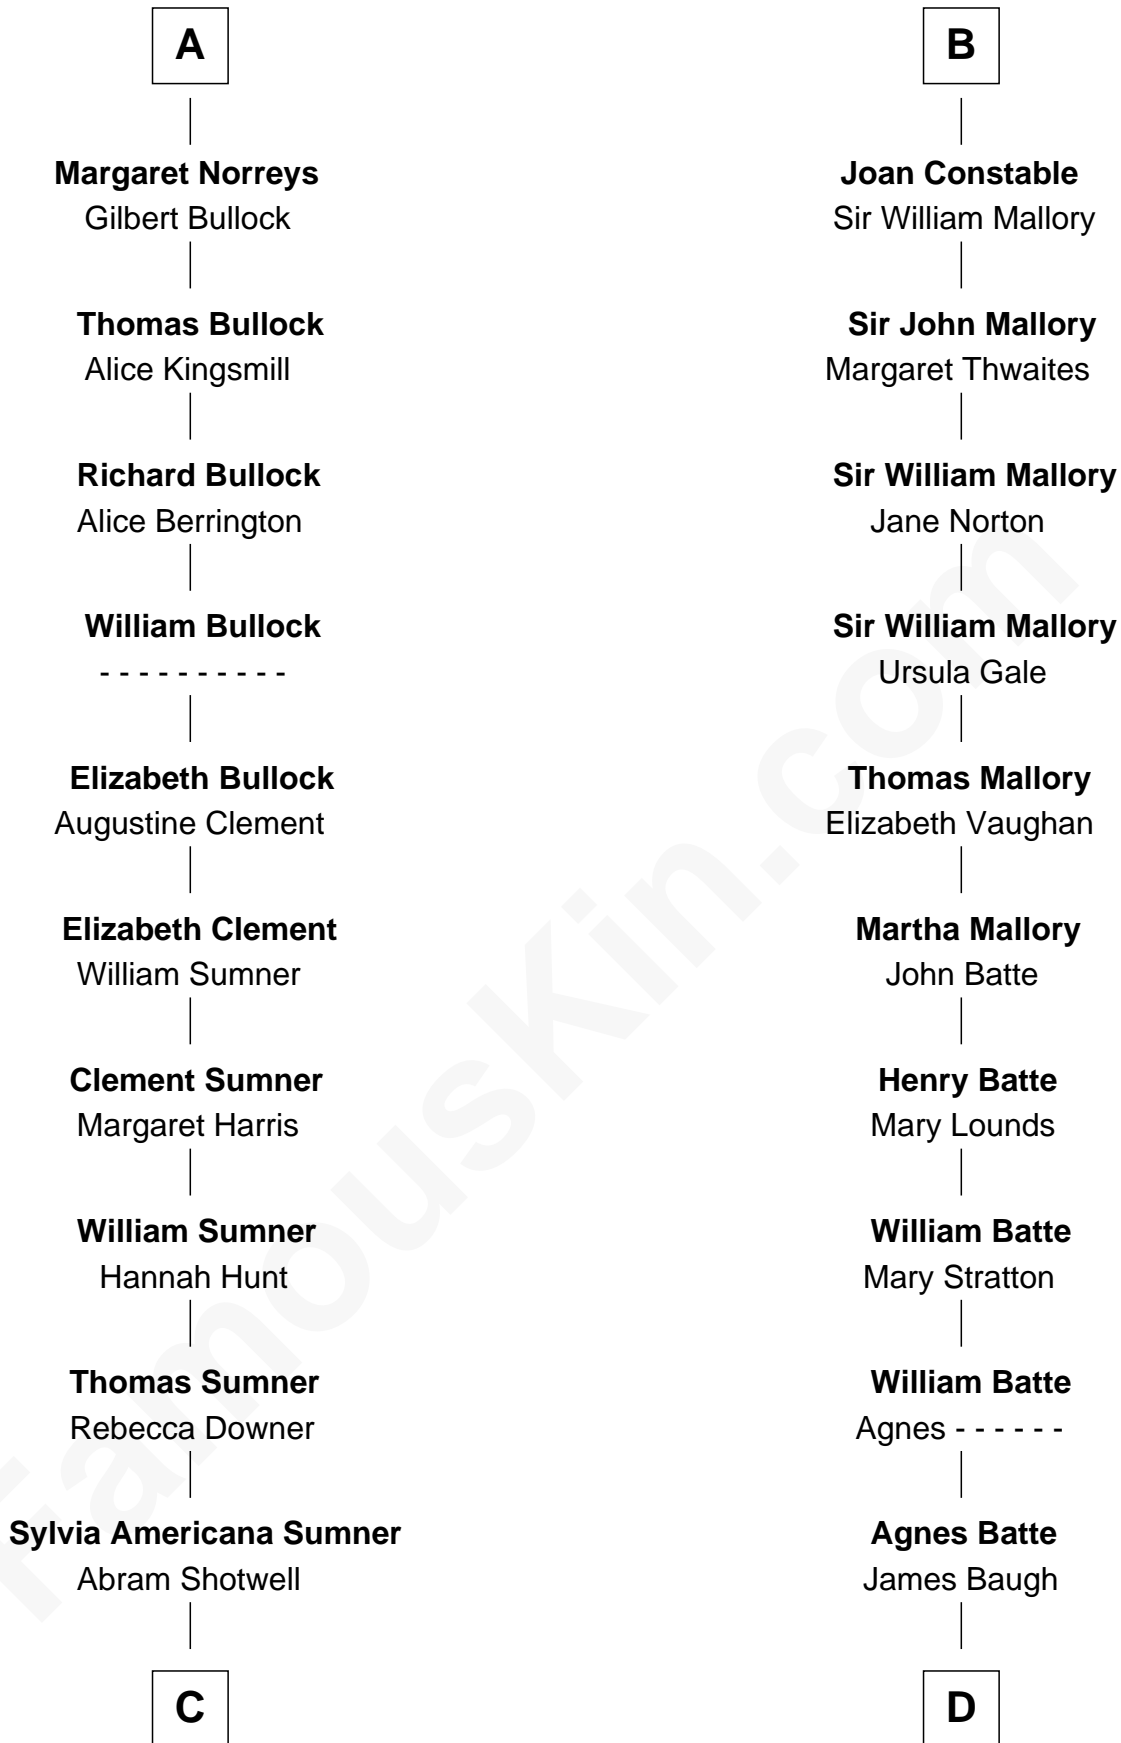 A
Margaret Norreys
Gilbert Bullock
Thomas Bullock
Alice Kingsmill
Richard Bullock
Alice Berrington
William Bullock
- - - - - - - - - -
Elizabeth Bullock
Augustine Clement
Elizabeth Clement
William Sumner
Clement Sumner
Margaret Harris
William Sumner
Hannah Hunt
Thomas Sumner
Rebecca Downer
Sylvia Americana Sumner
Abram Shotwell
C
B
Joan Constable
Sir William Mallory
Sir John Mallory
Margaret Thwaites
Sir William Mallory
Jane Norton
Sir William Mallory
Ursula Gale
Thomas Mallory
Elizabeth Vaughan
Martha Mallory
John Batte
Henry Batte
Mary Lounds
William Batte
Mary Stratton
William Batte
Agnes - - - - - -
Agnes Batte
James Baugh
D
FamousKin.com